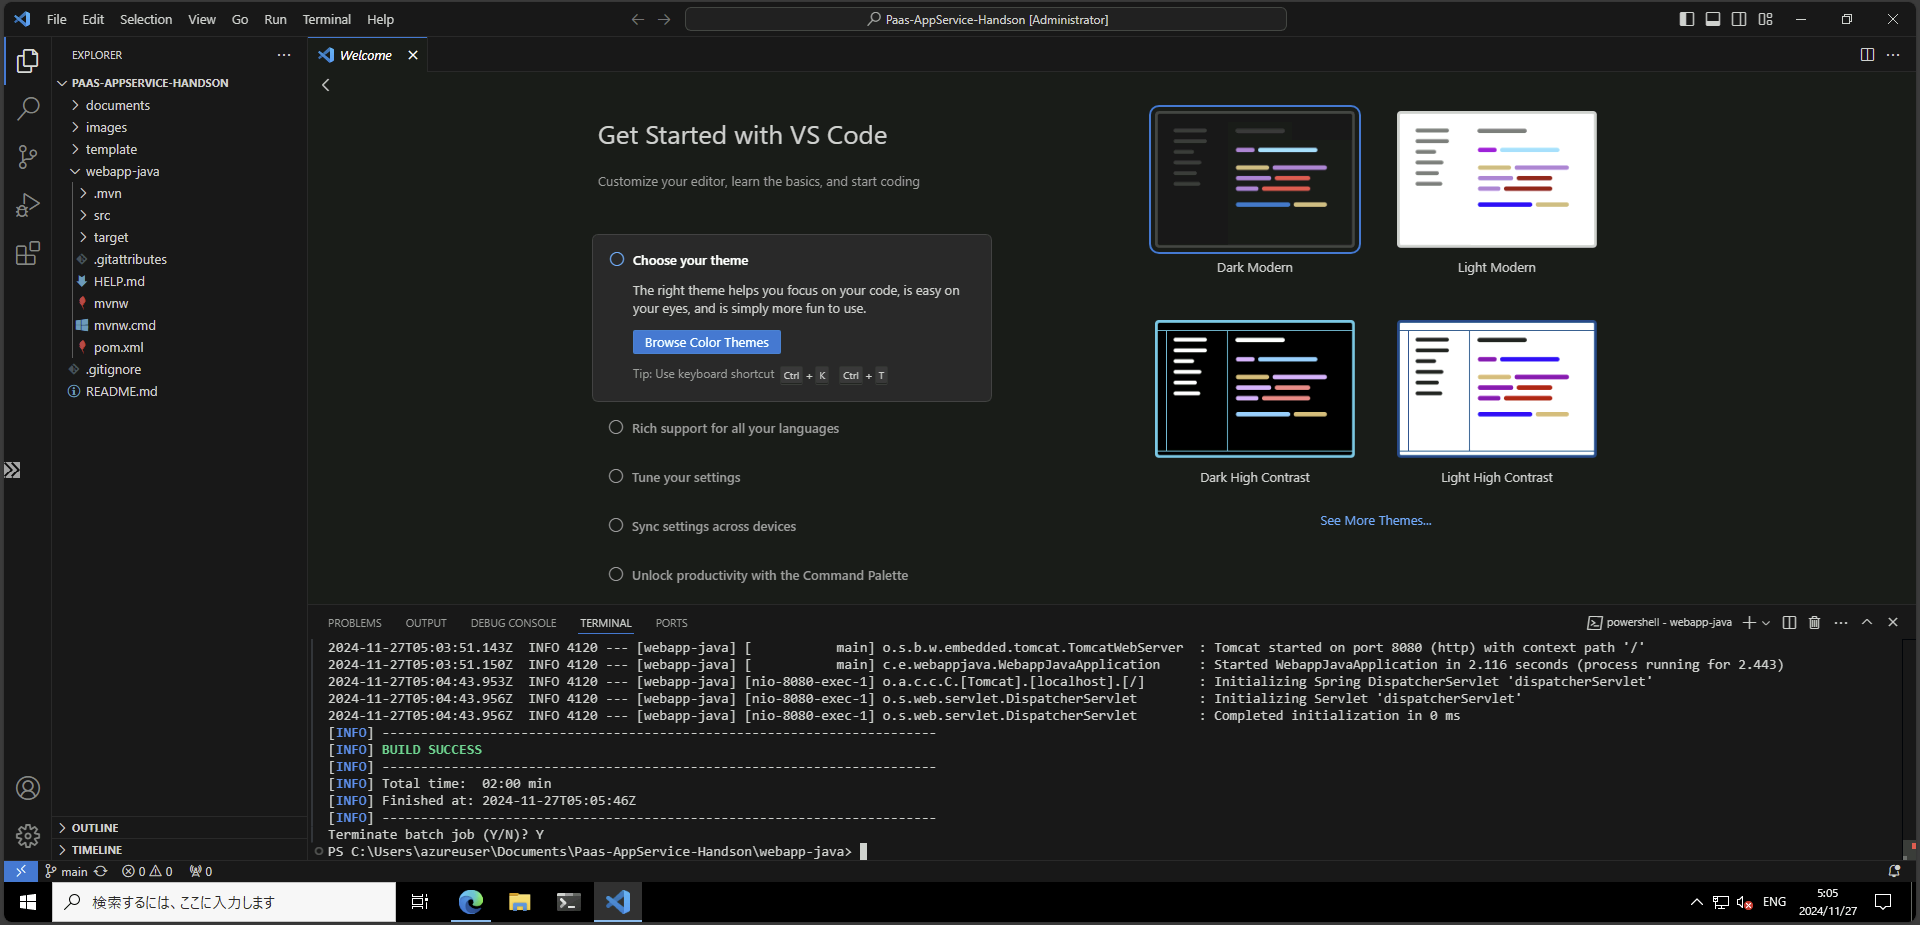 File Edit Selection View Go Run Terminal Help
Paas-AppService-Handson [Administrator]
EXPLORER
Welcome
PAAS-APPSERVICE-HANDSON
documents
images
template
webapp-java
.mvn
src
target
.gitattributes
HELP.md
mvnw
mvnw.cmd
pom.xml
.gitignore
README.md
OUTLINE
TIMELINE
Get Started with VS Code
Customize your editor, learn the basics, and start coding
Choose your theme
The right theme helps you focus on your code, is easy on
your eyes, and is simply more fun to use.
Browse Color Themes
Tip: Use keyboard shortcut Ctrl + K Ctrl + T
Rich support for all your languages
Tune your settings
Sync settings across devices
Unlock productivity with the Command Palette
Dark Modern
Light Modern
Dark High Contrast
Light High Contrast
See More Themes...
PROBLEMS OUTPUT DEBUG CONSOLE TERMINAL PORTS
powershell - webapp-java
2024-11-27T05:03:51.143Z  INFO 4120 --- [webapp-java] [           main] o.s.b.w.embedded.tomcat.TomcatWebServer  : Tomcat started on port 8080 (http) with context path '/'
2024-11-27T05:03:51.150Z  INFO 4120 --- [webapp-java] [           main] c.e.webappjava.WebappJavaApplication     : Started WebappJavaApplication in 2.116 seconds (process running for 2.443)
2024-11-27T05:04:43.953Z  INFO 4120 --- [webapp-java] [nio-8080-exec-1] o.a.c.c.C.[Tomcat].[localhost].[/]       : Initializing Spring DispatcherServlet 'dispatcherServlet'
2024-11-27T05:04:43.956Z  INFO 4120 --- [webapp-java] [nio-8080-exec-1] o.s.web.servlet.DispatcherServlet        : Initializing Servlet 'dispatcherServlet'
2024-11-27T05:04:43.956Z  INFO 4120 --- [webapp-java] [nio-8080-exec-1] o.s.web.servlet.DispatcherServlet        : Completed initialization in 0 ms
[INFO] ------------------------------------------------------------------------
[INFO] BUILD SUCCESS
[INFO] ------------------------------------------------------------------------
[INFO] Total time:  02:00 min
[INFO] Finished at: 2024-11-27T05:05:46Z
[INFO] ------------------------------------------------------------------------
Terminate batch job (Y/N)? Y
PS C:\Users\azureuser\Documents\Paas-AppService-Handson\webapp-java>
main 0 0 0
検索するには、ここに入力します
ENG
5:05
2024/11/27